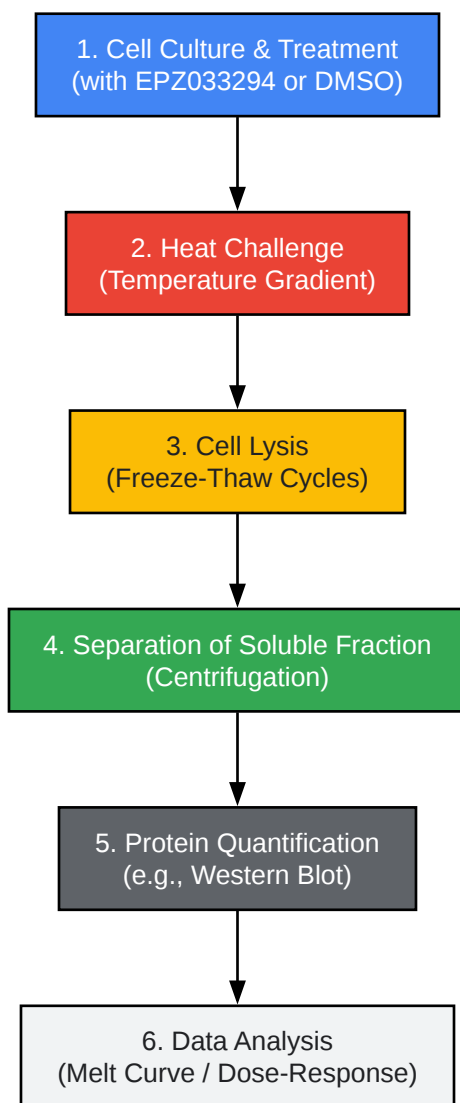 1. Cell Culture & Treatment
(with EPZ033294 or DMSO)
2. Heat Challenge
(Temperature Gradient)
3. Cell Lysis
(Freeze-Thaw Cycles)
4. Separation of Soluble Fraction
(Centrifugation)
5. Protein Quantification
(e.g., Western Blot)
6. Data Analysis
(Melt Curve / Dose-Response)